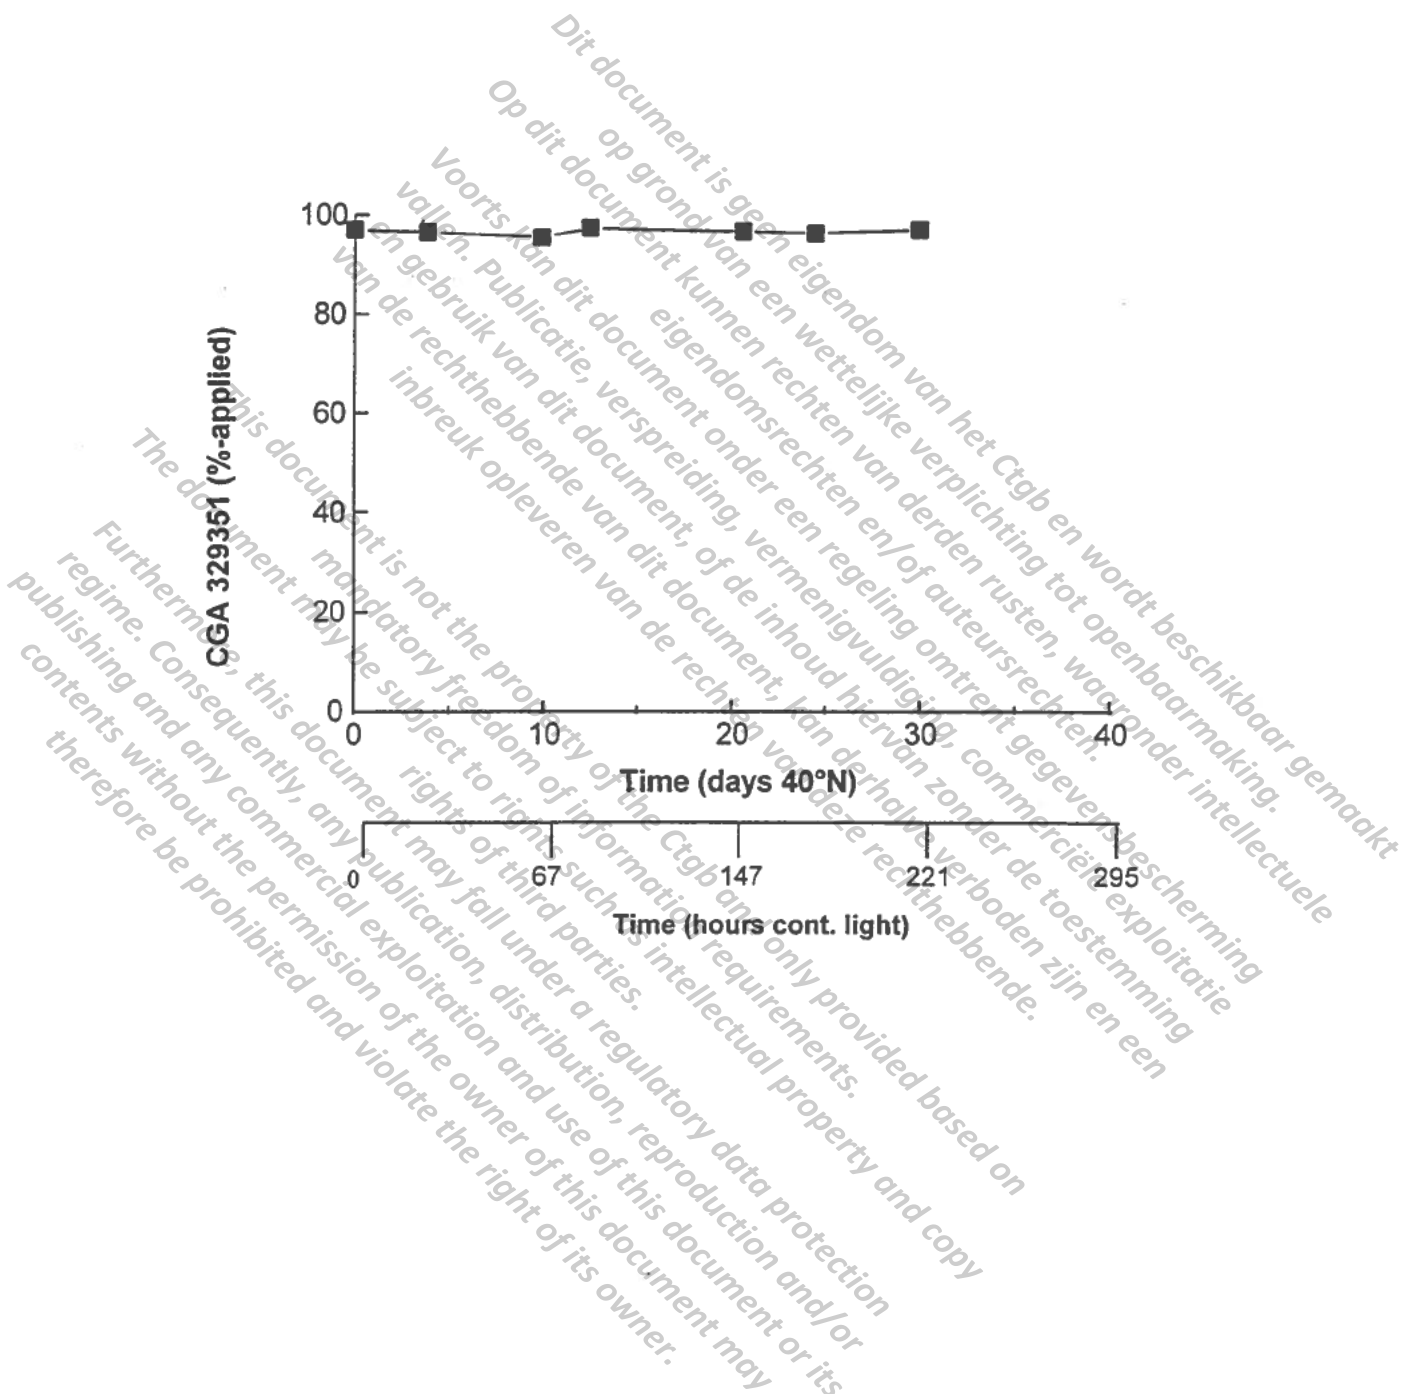 100
80
60
40
20
0
CGA 329351 (%-applied)
0 10 20 30 40
Time (days 40°N)
0 67 147 221 295
Time (hours cont. light)
Dit document is geen eigendom van het Ctgb en wordt beschikbaar gemaakt
op grond van een wettelijke verplichting tot openbaarmaking.
Op dit document kunnen rechten van derden rusten, waaronder intellectuele
eigendomsrechten en/of auteursrechten.
Voorts kan dit document onder een regeling omtrent gegevensbescherming
vallen. Publicatie, verspreiding, vermenigvuldiging, commerciële exploitatie
en gebruik van dit document, of de inhoud hiervan zonder de toestemming
van de rechthebbende van dit document, kan derhalve verboden zijn en een
inbreuk opleveren van de rechten van deze rechthebbende.
This document is not the property of the Ctgb and only provided based on
mandatory freedom of information requirements.
The document may be subject to rights such as intellectual property and copy
rights of third parties.
Furthermore, this document may fall under a regulatory data protection
regime. Consequently, any publication, distribution, reproduction and/or
publishing and any commercial exploitation and use of this document or its
contents without the permission of the owner of this document may
therefore be prohibited and violate the right of its owner.